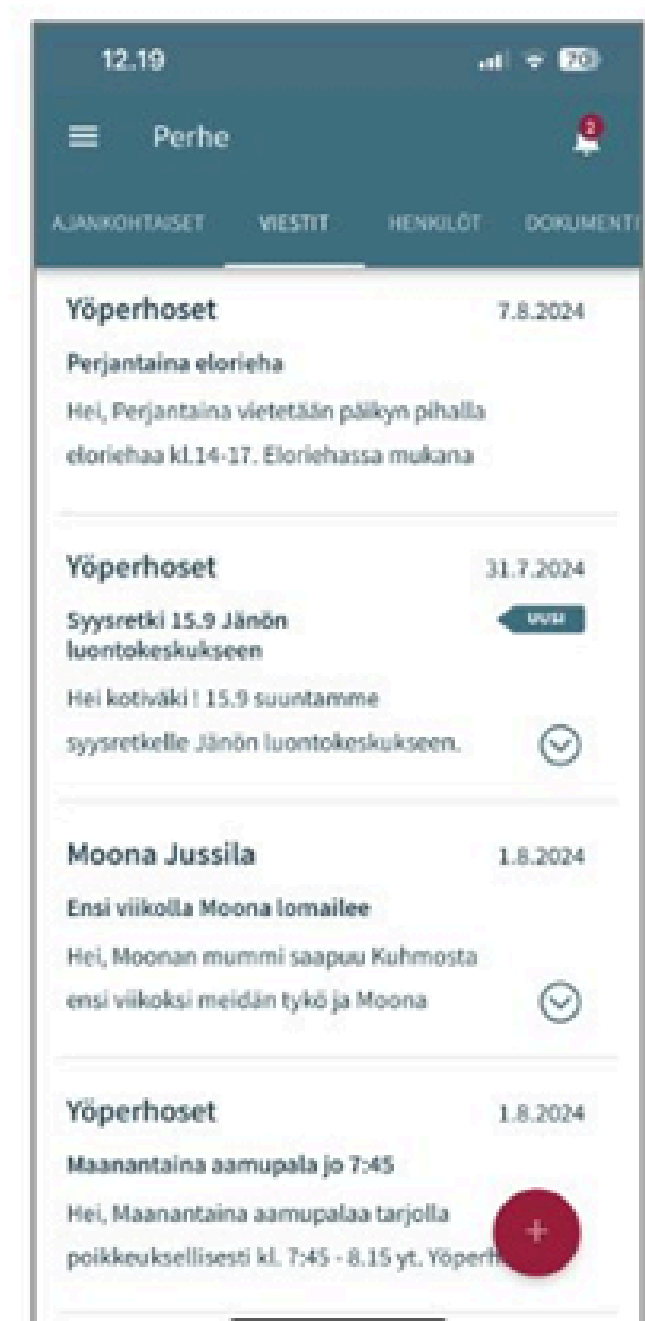 12.19
70
Perhe
2
AJANKOHTAISET VIESTIT HENKILÖT DOKUMENTI
Yöperhoset 7.8.2024
Perjantaina elorieha
Hei, Perjantaina vietetään päikyn pihalla
eloriehaa kl.14-17. Eloriehassa mukana
Yöperhoset 31.7.2024
Syysretki 15.9 Jänön UUSI
luontokeskukseen
Hei kotiväki ! 15.9 suuntamme
syysretkelle Jänön luontokeskukseen.
Moona Jussila 1.8.2024
Ensi viikolla Moona lomailee
Hei, Moonan mummi saapuu Kuhmosta
ensi viikoksi meidän tykö ja Moona
Yöperhoset 1.8.2024
Maanantaina aamupala jo 7:45
Hei, Maanantaina aamupalaa tarjolla
poikkeuksellisesti kl. 7:45 - 8.15 yt. Yöperh